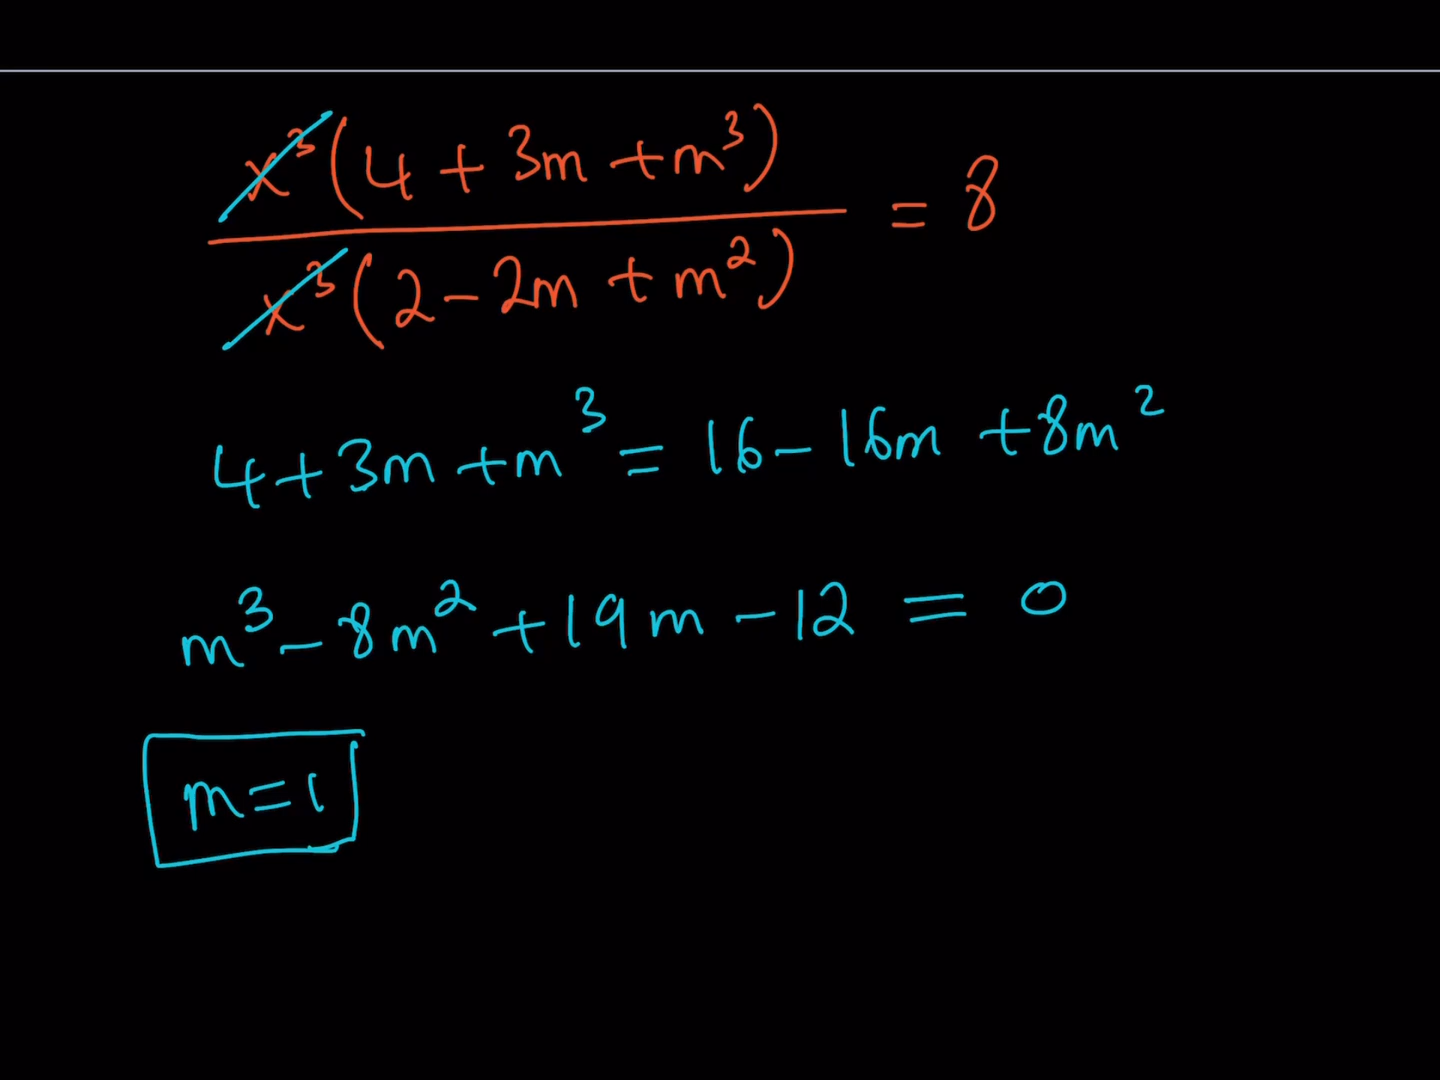 x³(4 + 3m + m³)
x³(2 - 2m + m²) = 8
4 + 3m + m³ = 16 - 16m + 8m²
m³ - 8m² + 19m - 12 = 0
m = 1